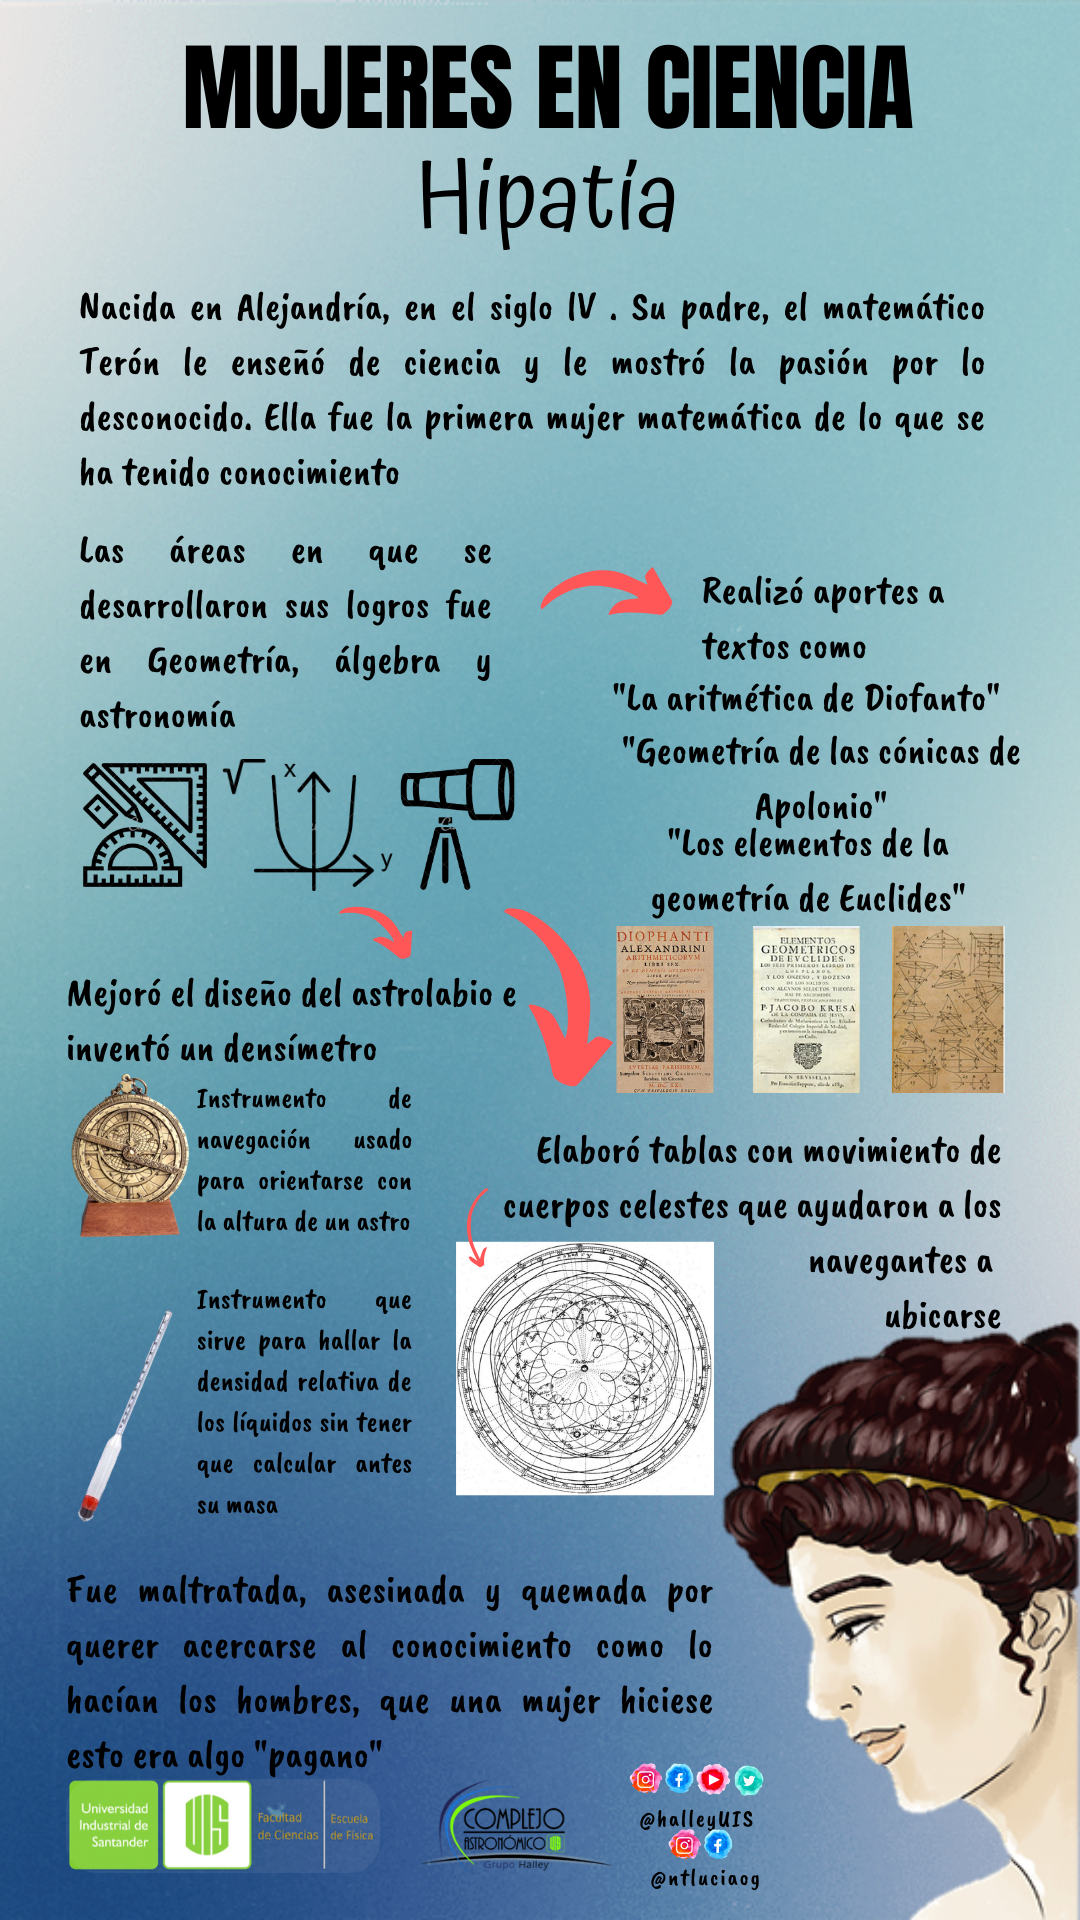 MUJERES EN CIENCIA
Hipatía
Nacida en Alejandría, en el siglo IV . Su padre, el matemático
Terón le enseñó de ciencia y le mostró la pasión por lo
desconocido. Ella fue la primera mujer matemática de lo que se
ha tenido conocimiento
Las áreas en que se
desarrollaron sus logros fue
en Geometría, álgebra y
astronomía
√
x
y
Realizó aportes a
textos como
"La aritmética de Diofanto"
"Geometría de las cónicas de
Apolonio"
"Los elementos de la
geometría de Euclides"
DIOPHANTI
ALEXANDRINI
ARITHMETICORVM
LIBRI SEX
ELEMENTOS
GEOMETRICOS
DE EVCLIDES,
P. JACOBO KRESA
EN BRVSSELAS
Mejoró el diseño del astrolabio e
inventó un densímetro
Instrumento de
navegación usado
para orientarse con
la altura de un astro
Instrumento que
sirve para hallar la
densidad relativa de
los líquidos sin tener
que calcular antes
su masa
Elaboró tablas con movimiento de
cuerpos celestes que ayudaron a los
navegantes a
ubicarse
Fue maltratada, asesinada y quemada por
querer acercarse al conocimiento como lo
hacían los hombres, que una mujer hiciese
esto era algo "pagano"
Universidad
Industrial de
Santander
UIS
Facultad
de Ciencias
Escuela
de Física
COMPLEJO
ASTRONÓMICO UIS
Grupo Halley
@halleyUIS
@ntluciaog